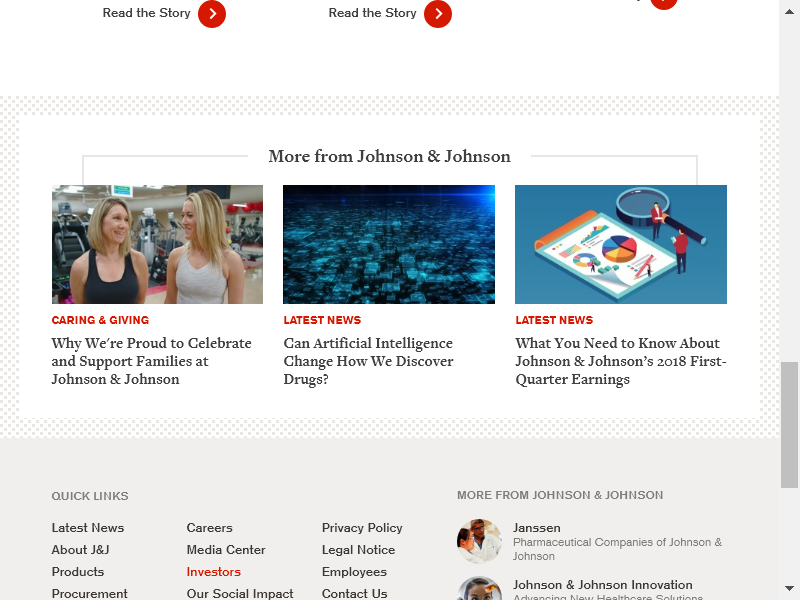 Read the Story
Read the Story
More from Johnson & Johnson
CARING & GIVING
Why We're Proud to Celebrate
and Support Families at
Johnson & Johnson
LATEST NEWS
Can Artificial Intelligence
Change How We Discover
Drugs?
LATEST NEWS
What You Need to Know About
Johnson & Johnson's 2018 First-
Quarter Earnings
QUICK LINKS
Latest News
About J&J
Products
Procurement
Careers
Media Center
Investors
Our Social Impact
Privacy Policy
Legal Notice
Employees
Contact Us
MORE FROM JOHNSON & JOHNSON
Janssen
Pharmaceutical Companies of Johnson &
Johnson
Johnson & Johnson Innovation
Advancing New Healthcare Solutions